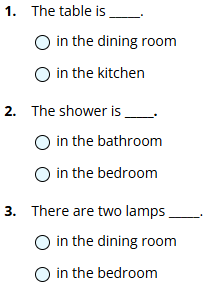 1. The table is _____.
in the dining room
in the kitchen
2. The shower is _____.
in the bathroom
in the bedroom
3. There are two lamps _____.
in the dining room
in the bedroom